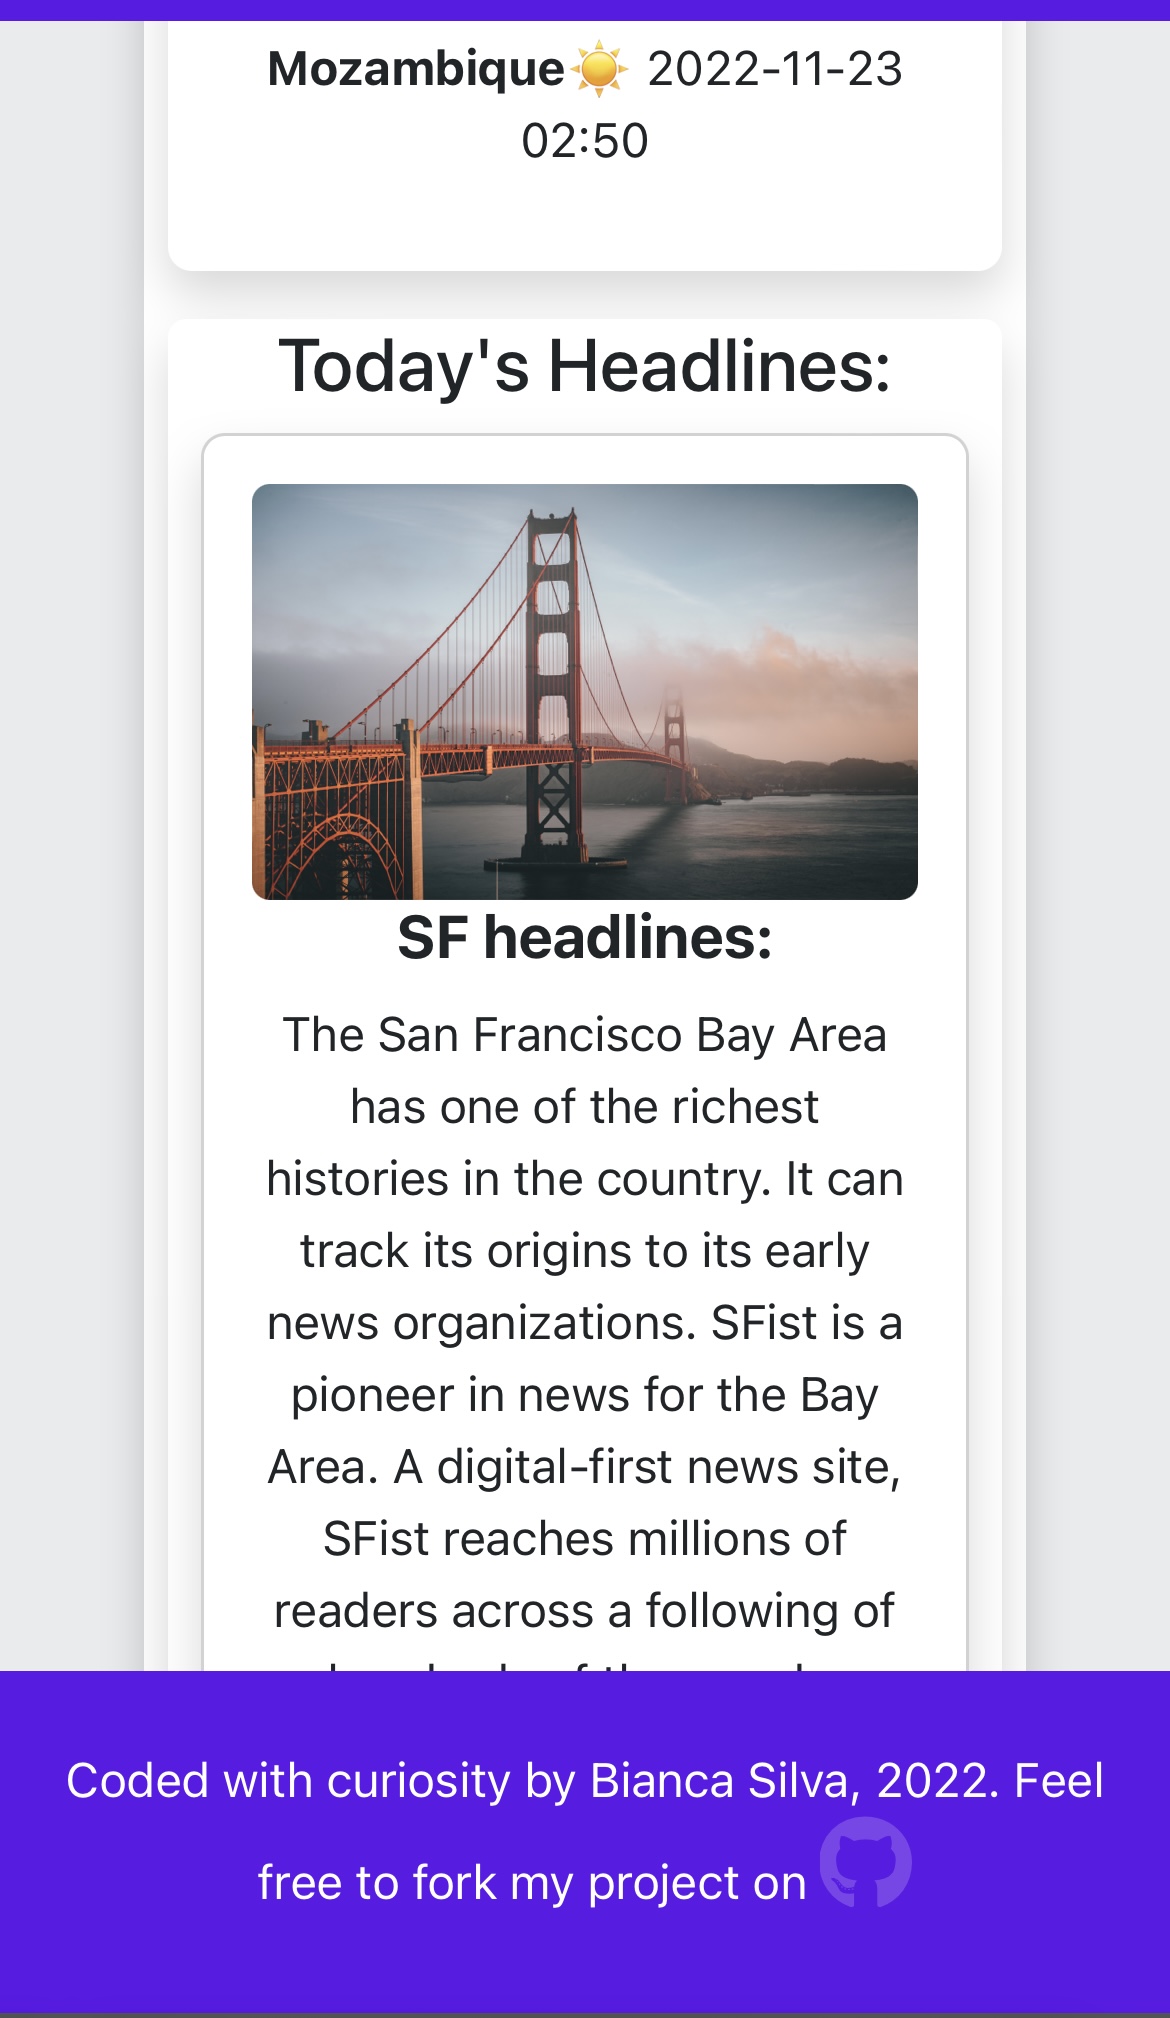 Mozambique☀️ 2022-11-23
02:50
Today's Headlines:
SF headlines:
The San Francisco Bay Area
has one of the richest
histories in the country. It can
track its origins to its early
news organizations. SFist is a
pioneer in news for the Bay
Area. A digital-first news site,
SFist reaches millions of
readers across a following of
Coded with curiosity by Bianca Silva, 2022. Feel
free to fork my project on